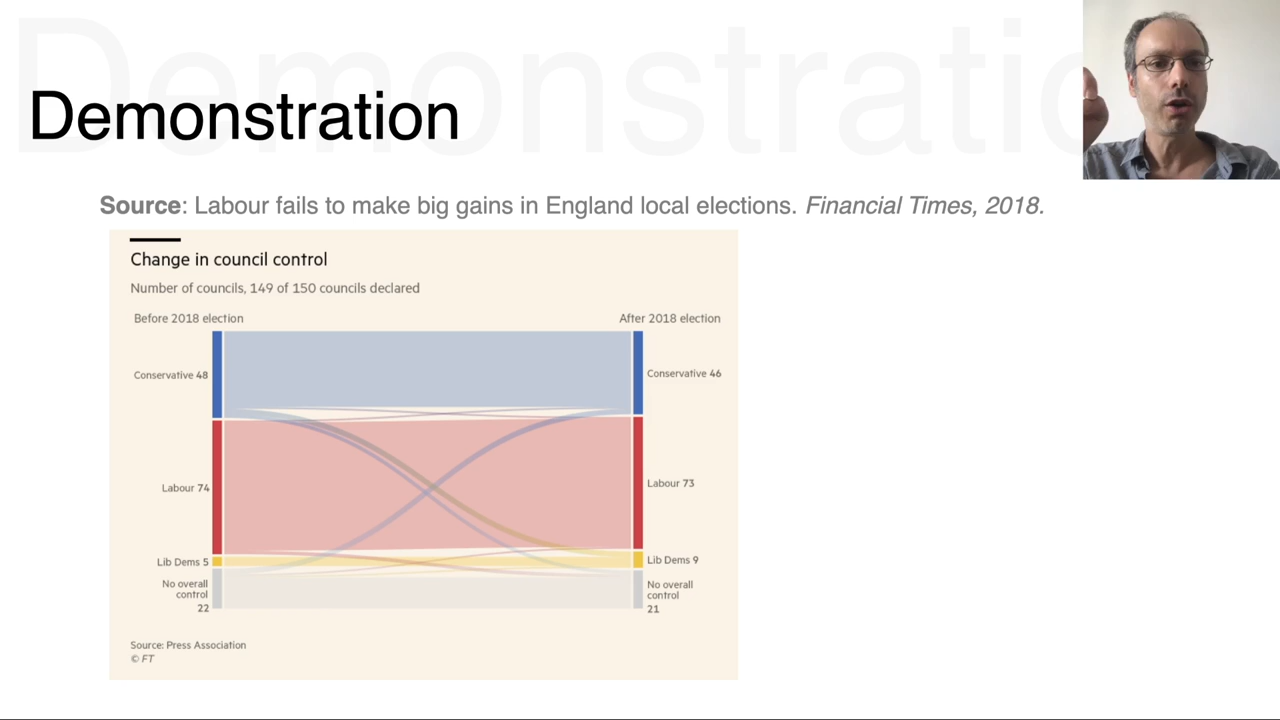 Demonstration
Demonstratio
Source: Labour fails to make big gains in England local elections. Financial Times, 2018.
Change in council control
Number of councils, 149 of 150 councils declared
Before 2018 election
After 2018 election
Conservative 48
Conservative 46
Labour 74
Labour 73
Lib Dems 5
Lib Dems 9
No overall
control
22
No overall
control
21
Source: Press Association
© FT